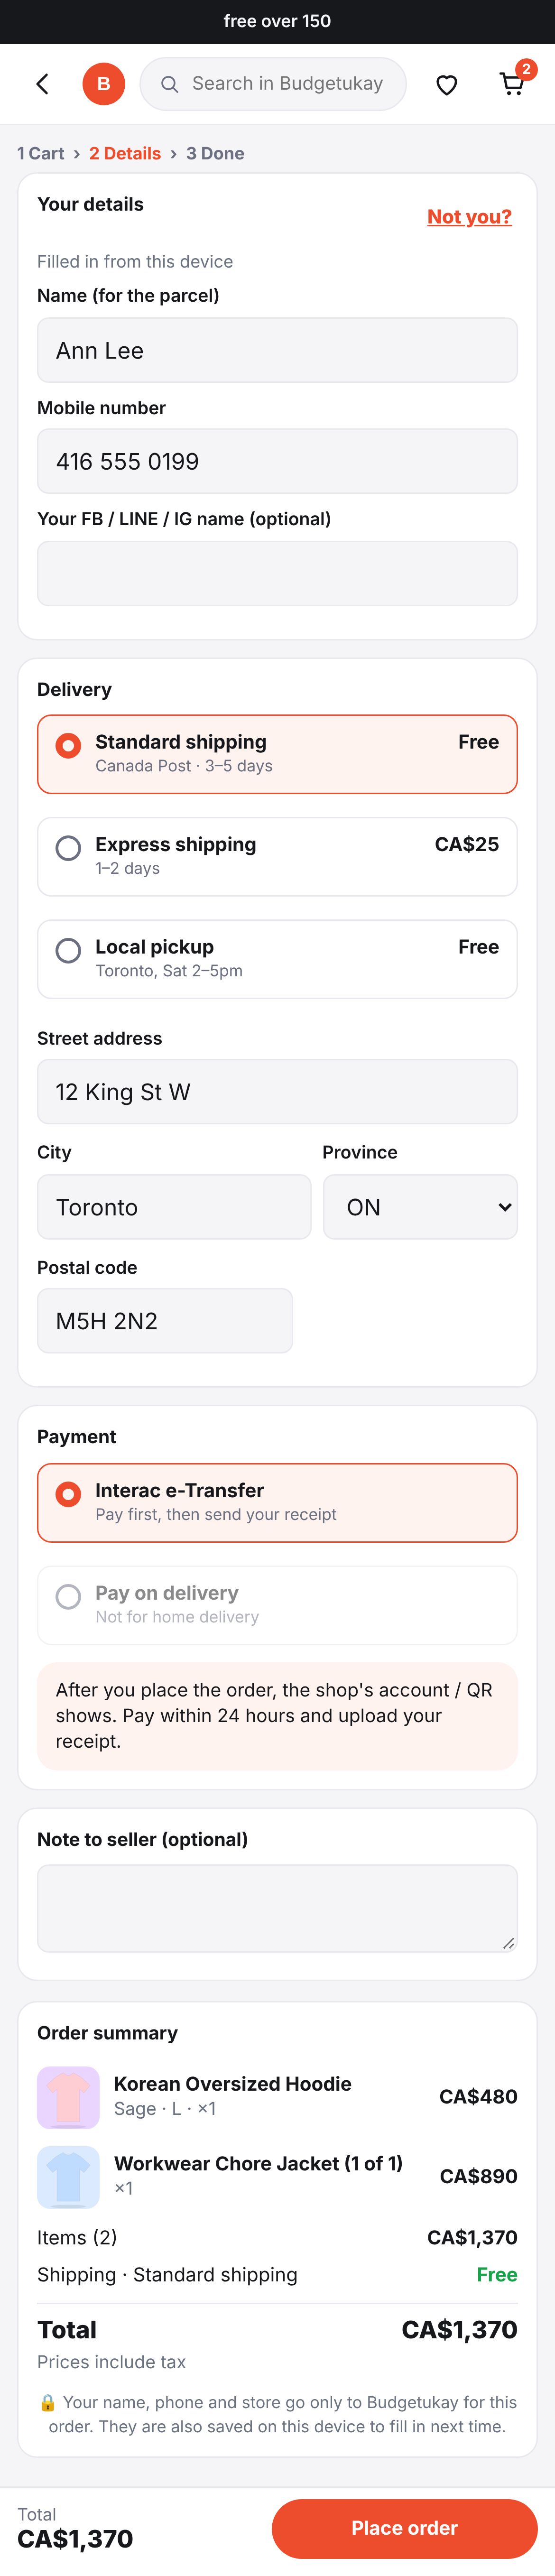 free over 150
B
Search in Budgetukay
2
1 Cart › 2 Details › 3 Done
Your details
Not you?
Filled in from this device
Name (for the parcel)
Ann Lee
Mobile number
416 555 0199
Your FB / LINE / IG name (optional)
Delivery
Standard shipping
Free
Canada Post · 3–5 days
Express shipping
CA$25
1–2 days
Local pickup
Free
Toronto, Sat 2–5pm
Street address
12 King St W
City
Province
Toronto
ON
Postal code
M5H 2N2
Payment
Interac e-Transfer
Pay first, then send your receipt
Pay on delivery
Not for home delivery
After you place the order, the shop's account / QR
shows. Pay within 24 hours and upload your
receipt.
Note to seller (optional)
Order summary
Korean Oversized Hoodie
CA$480
Sage · L · ×1
Workwear Chore Jacket (1 of 1)
CA$890
×1
Items (2)
CA$1,370
Shipping · Standard shipping
Free
Total
CA$1,370
Prices include tax
🔒 Your name, phone and store go only to Budgetukay for this
order. They are also saved on this device to fill in next time.
Total
CA$1,370
Place order